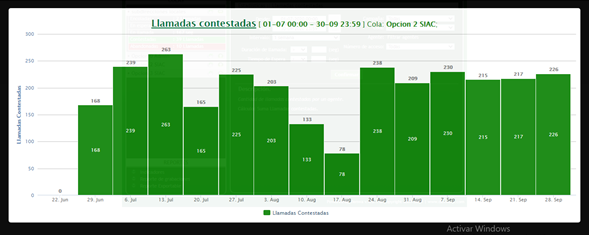 Llamadas contestadas [ 01-07 00:00 - 30-09 23:59 ] Cola: Opcion 2 SIAC;
Llamadas Contestadas
300
250
200
150
100
50
0
0
168
239
263
165
225
203
133
78
238
209
230
215
217
226
168
239
263
165
225
203
133
78
238
209
230
215
217
226
22. Jun
29. Jun
6. Jul
13. Jul
20. Jul
27. Jul
3. Aug
10. Aug
17. Aug
24. Aug
31. Aug
7. Sep
14. Sep
21. Sep
28. Sep
Llamadas Contestadas
Activar Windows